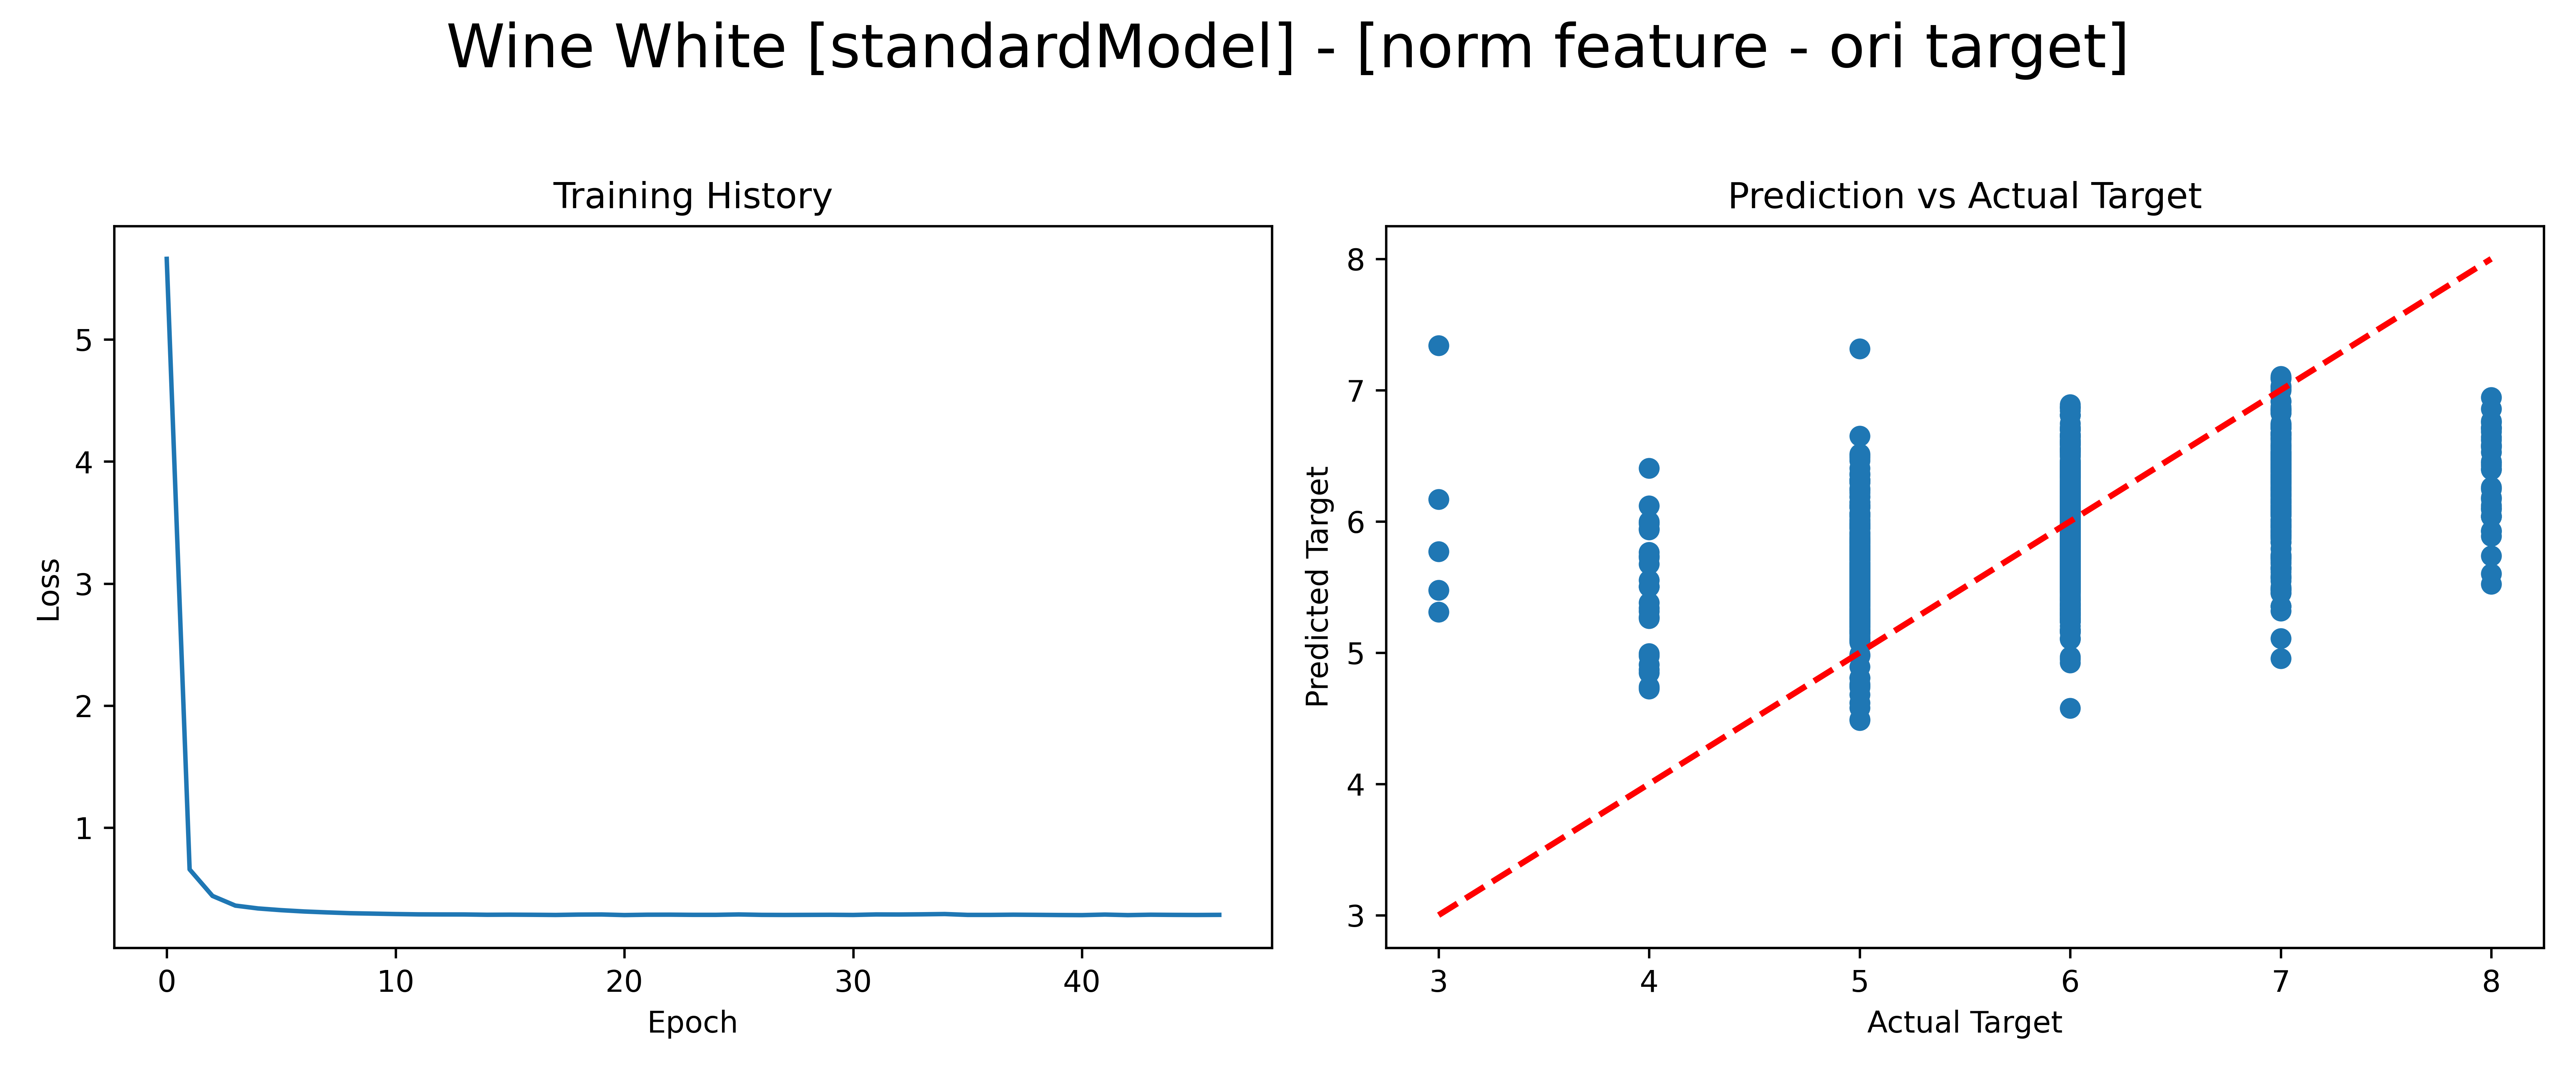 Wine White [standardModel] - [norm feature - ori target]
Training History
Loss
5
4
3
2
1
0 10 20 30 40
Epoch
Prediction vs Actual Target
Predicted Target
8
7
6
5
4
3
3 4 5 6 7 8
Actual Target